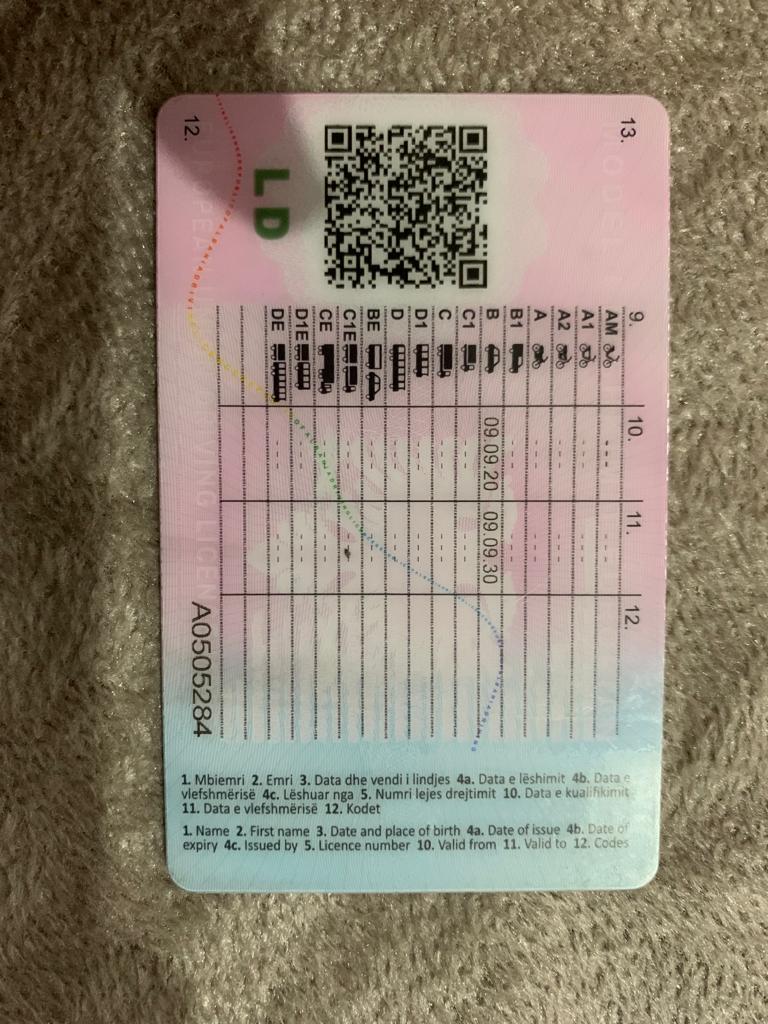 13.
12.
LD
9. 10. 11. 12.
AM --- ---
A1 --- ---
A2 --- ---
A --- ---
B1 --- ---
B 09.09.20 09.09.30
C1 --- ---
C --- ---
D1 --- ---
D --- ---
BE --- ---
C1E --- ---
CE --- ---
D1E --- ---
DE --- ---
A0505284
1. Mbiemri 2. Emri 3. Data dhe vendi i lindjes 4a. Data e lëshimit 4b. Data e
vlefshmërisë 4c. Lëshuar nga 5. Numri lejes drejtimit 10. Data e kualifikimit
11. Data e vlefshmërisë 12. Kodet
1. Name 2. First name 3. Date and place of birth 4a. Date of issue 4b. Date of
expiry 4c. Issued by 5. Licence number 10. Valid from 11. Valid to 12. Codes